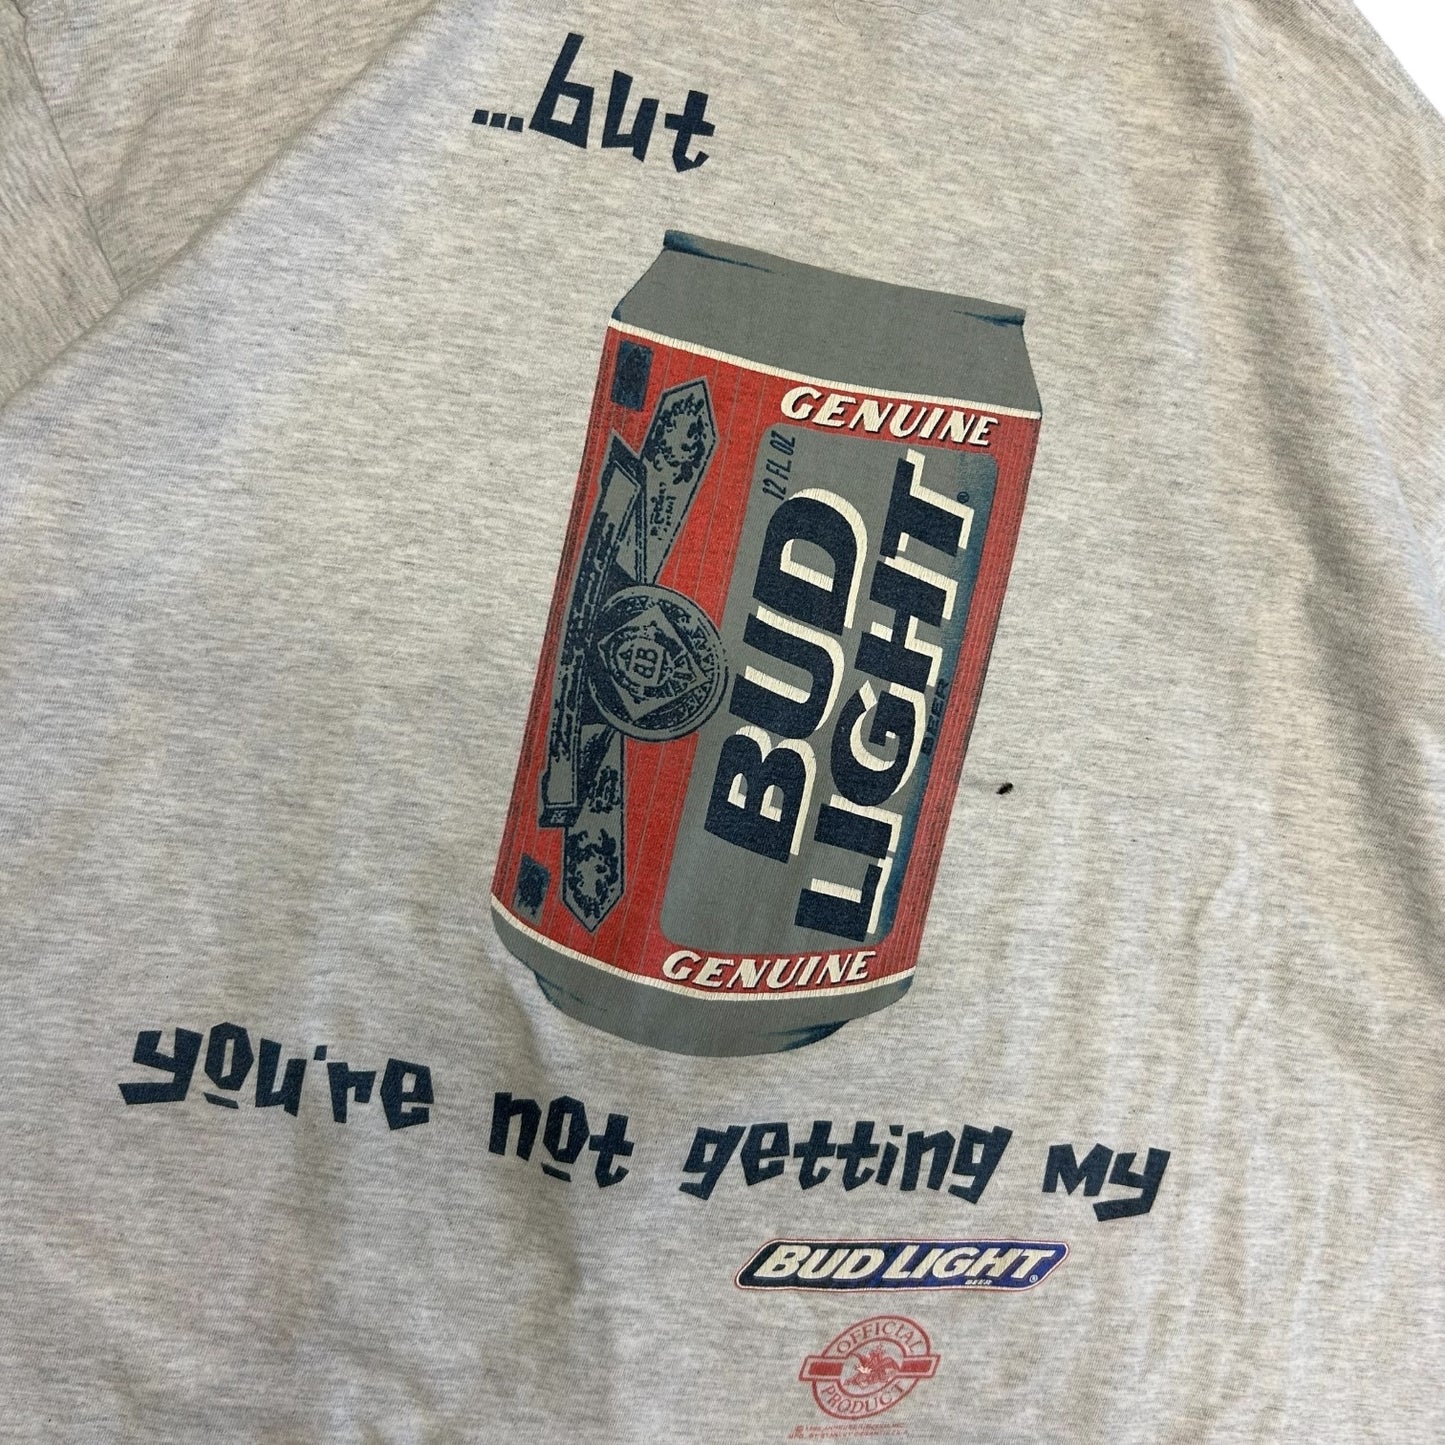 ...but
GENUINE
12 FL OZ
BUD
LIGHT®
BEER
GENUINE
you're not getting my
BUD LIGHT
BEER
®
OFFICIAL
PRODUCT